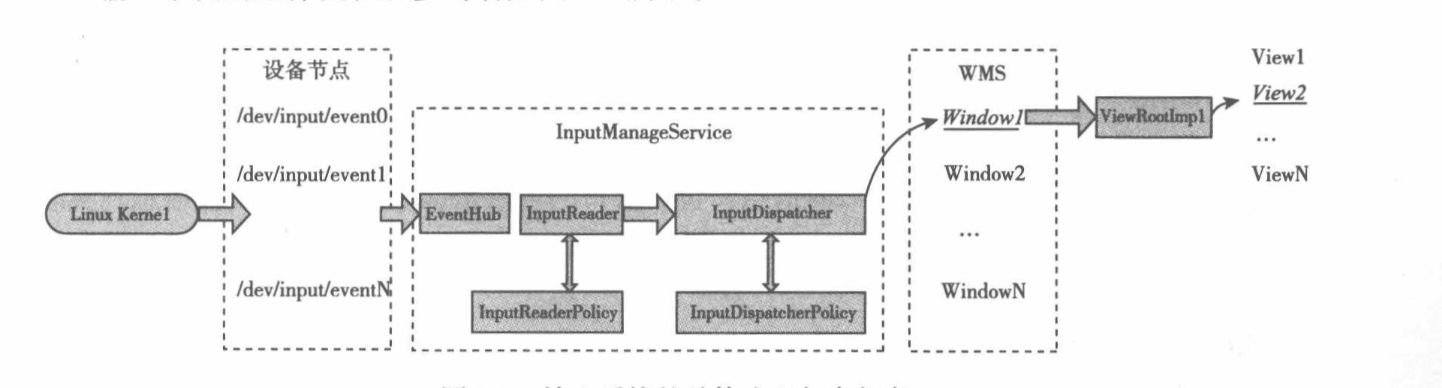 设备节点
/dev/input/event0
/dev/input/event1
/dev/input/eventN
Linux Kerne1
InputManageService
EventHub
InputReader
InputDispatcher
InputReaderPolicy
InputDispatcherPolicy
WMS
Window1
Window2
…
WindowN
ViewRootImp1
View1
View2
…
ViewN